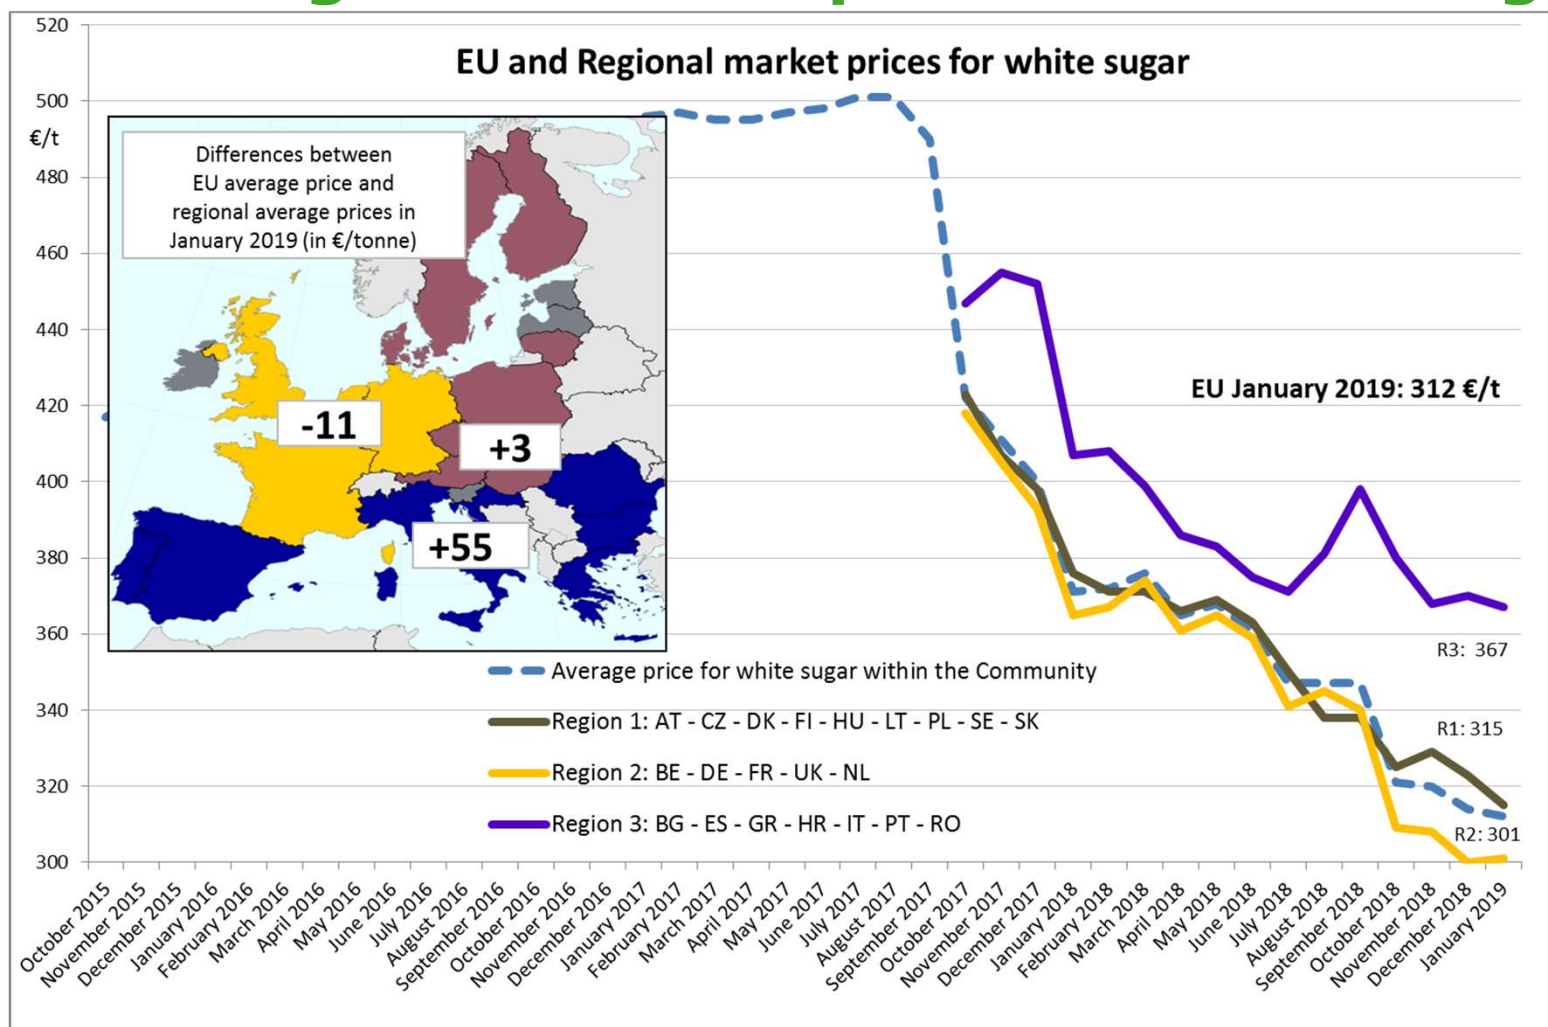 EU and Regional market prices for white sugar
520
500
€/t
480
460
440
420
400
380
360
340
320
300
Differences between
EU average price and
regional average prices in
January 2019 (in €/tonne)
-11
+3
+55
EU January 2019: 312 €/t
R3: 367
R1: 315
R2: 301
Average price for white sugar within the Community
Region 1: AT - CZ - DK - FI - HU - LT - PL - SE - SK
Region 2: BE - DE - FR - UK - NL
Region 3: BG - ES - GR - HR - IT - PT - RO
October 2015
November 2015
December 2015
January 2016
February 2016
March 2016
April 2016
May 2016
June 2016
July 2016
August 2016
September 2016
October 2016
November 2016
December 2016
January 2017
February 2017
March 2017
April 2017
May 2017
June 2017
July 2017
August 2017
September 2017
October 2017
November 2017
December 2017
January 2018
February 2018
March 2018
April 2018
May 2018
June 2018
July 2018
August 2018
September 2018
October 2018
November 2018
December 2018
January 2019